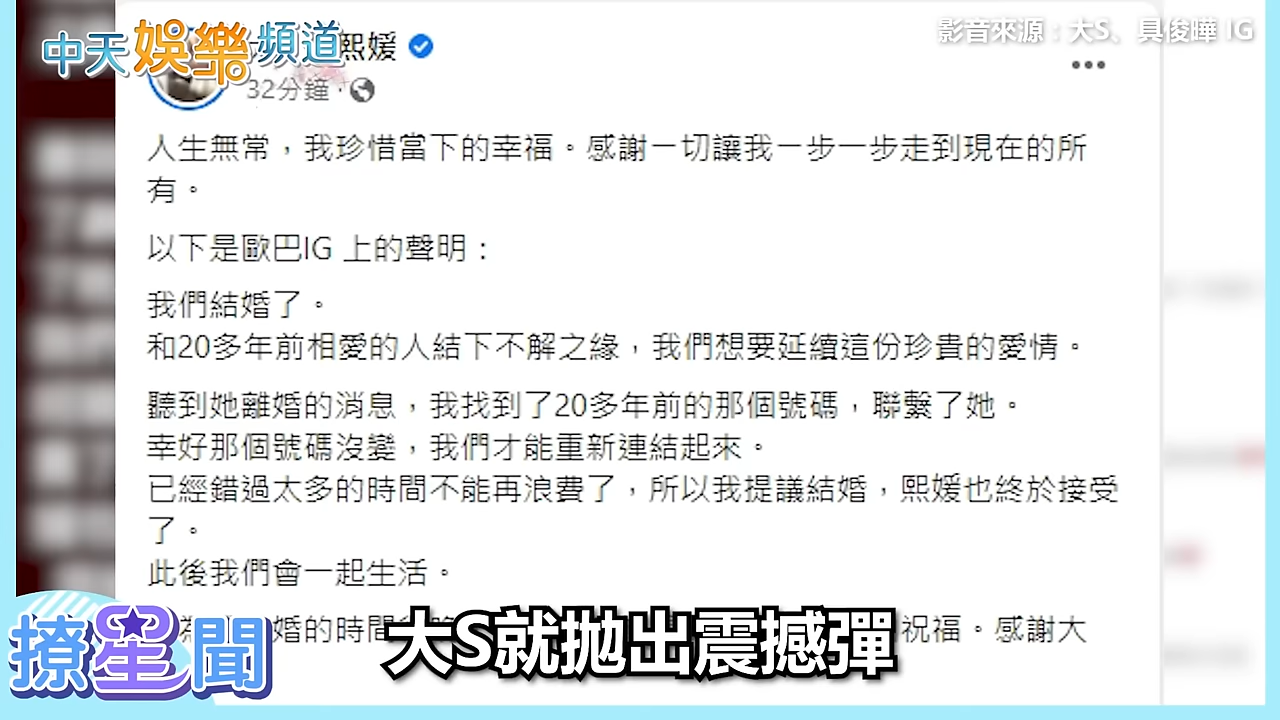 中天娛樂頻道
影音來源：大S、具俊曄 IG
熙媛
32分鐘
人生無常，我珍惜當下的幸福。感謝一切讓我一步一步走到現在的所
有。
以下是歐巴IG 上的聲明：
我們結婚了。
和20多年前相愛的人結下不解之緣，我們想要延續這份珍貴的愛情。
聽到她離婚的消息，我找到了20多年前的那個號碼，聯繫了她。
幸好那個號碼沒變，我們才能重新連結起來。
已經錯過太多的時間不能再浪費了，所以我提議結婚，熙媛也終於接受
了。
此後我們會一起生活。
婚的時間 祝福。感謝大
大S就拋出震撼彈
撩星聞